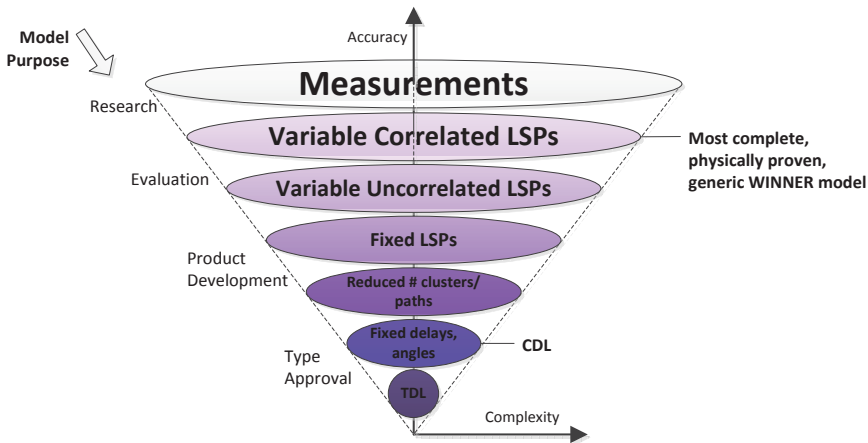 Model
Purpose
Accuracy
Measurements
Research
Variable Correlated LSPs
Most complete,
physically proven,
generic WINNER model
Evaluation
Variable Uncorrelated LSPs
Fixed LSPs
Product
Development
Reduced # clusters/
paths
Fixed delays,
angles
CDL
Type
Approval
TDL
Complexity